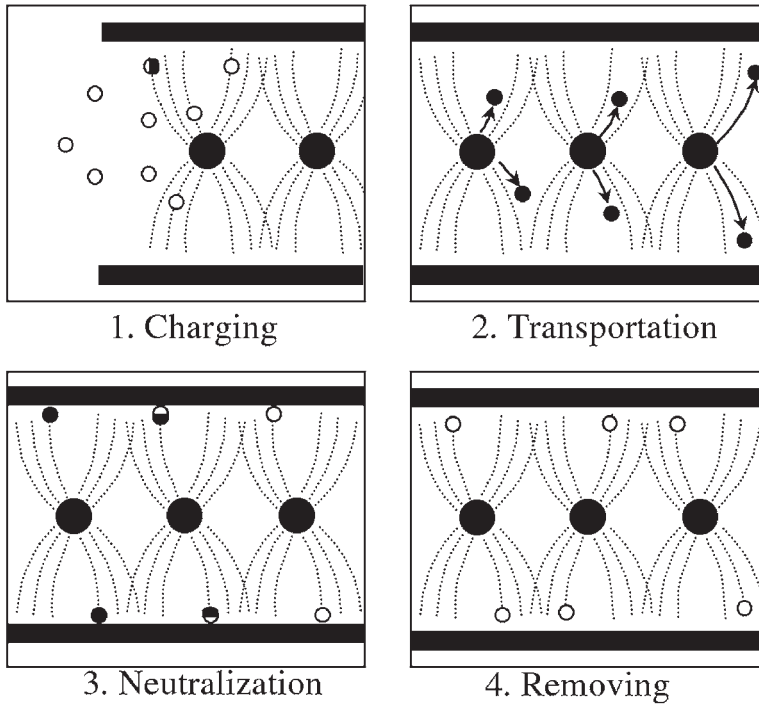 1. Charging
2. Transportation
3. Neutralization
4. Removing